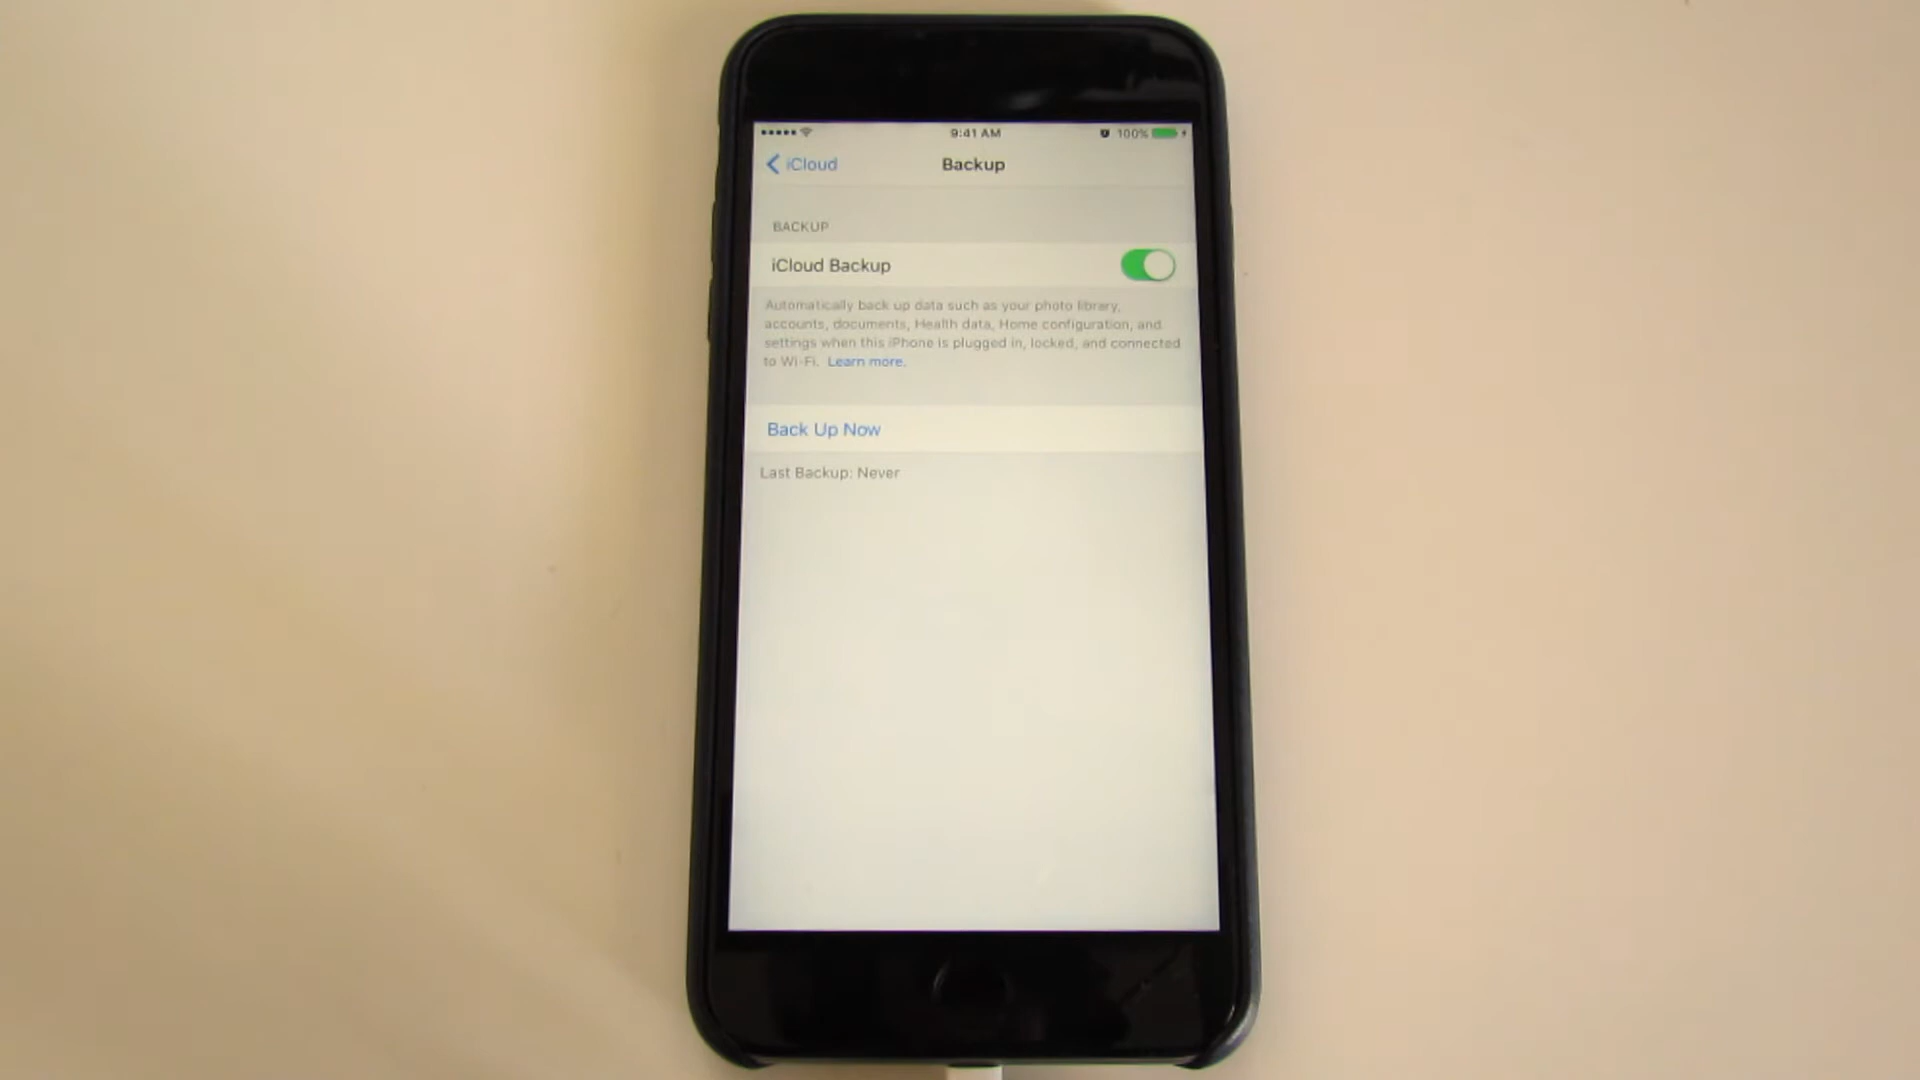 9:41 AM 100%
iCloud Backup
BACKUP
iCloud Backup
Automatically back up data such as your photo library,
accounts, documents, Health data, Home configuration, and
settings when this iPhone is plugged in, locked, and connected
to Wi-Fi. Learn more.
Back Up Now
Last Backup: Never